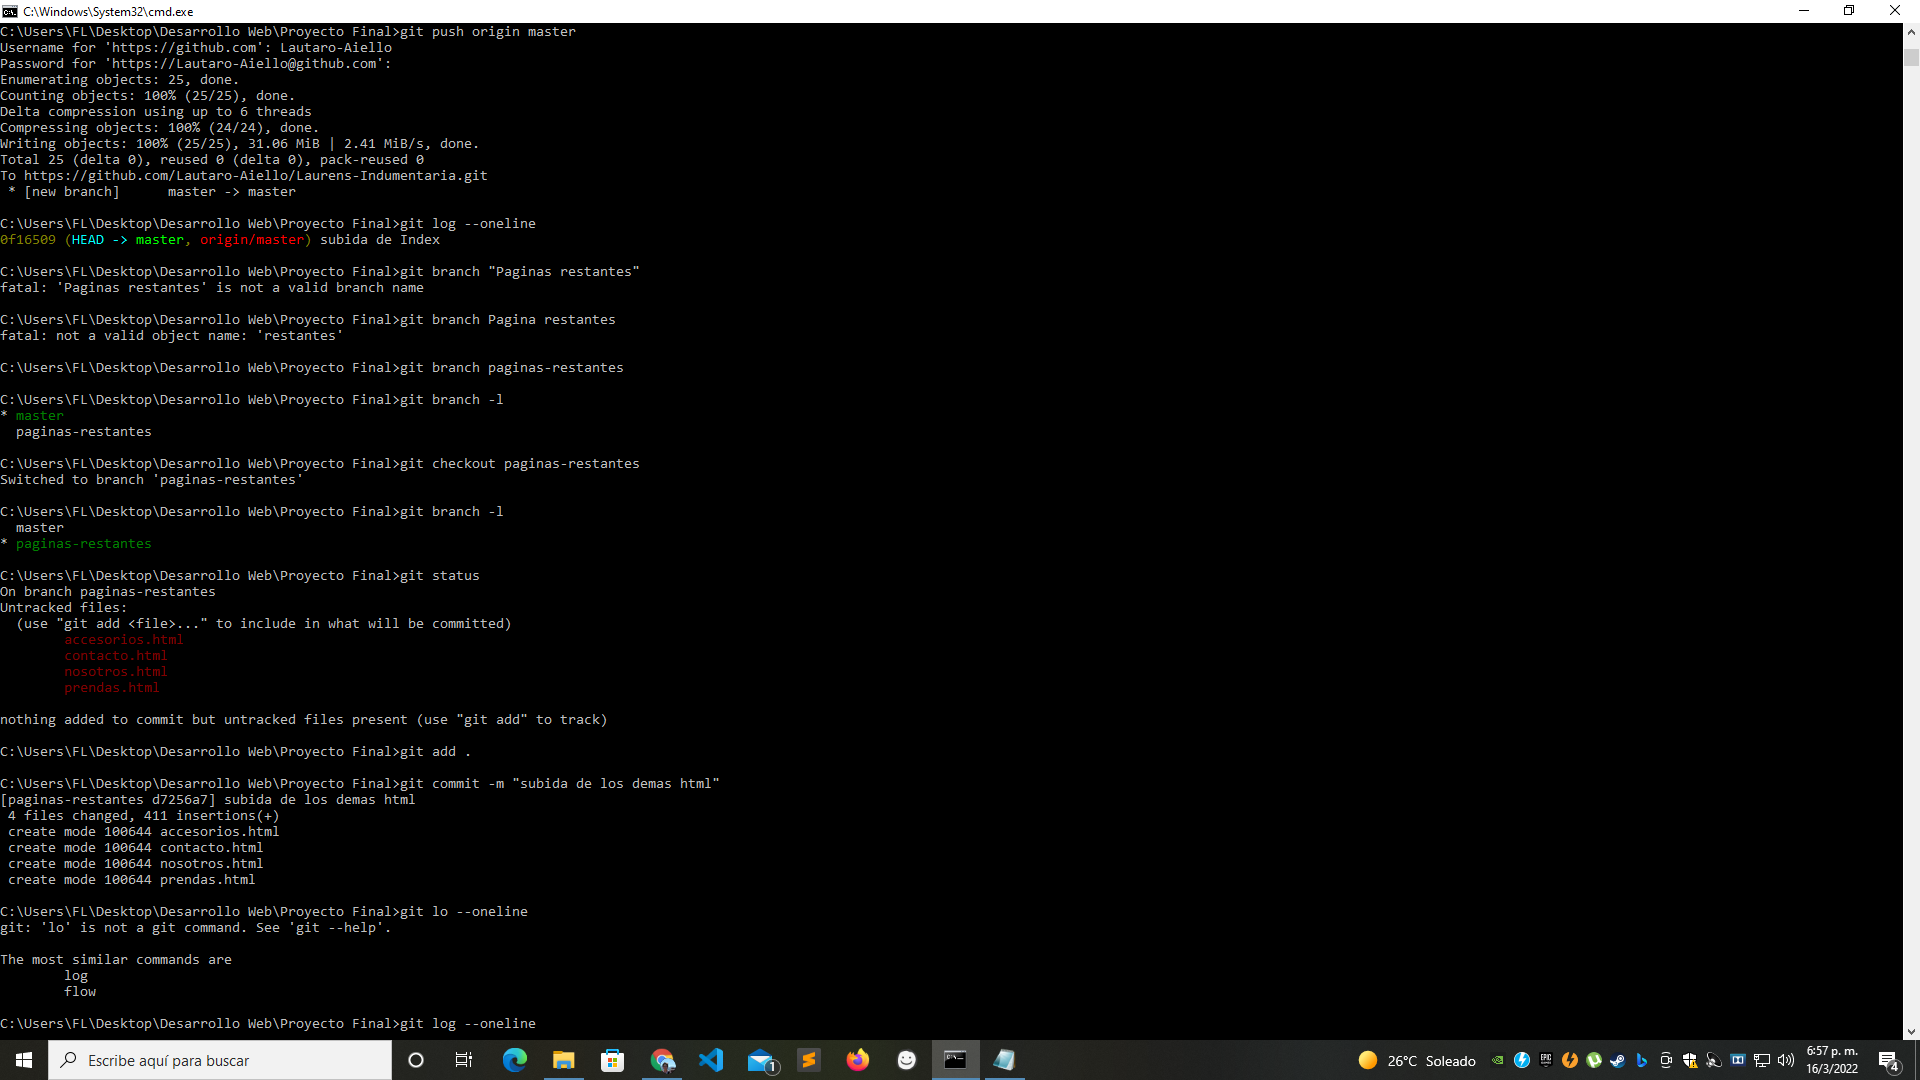 C:\Windows\System32\cmd.exe
C:\Users\FL\Desktop\Desarrollo Web\Proyecto Final>git push origin master
Username for 'https://github.com': Lautaro-Aiello
Password for 'https://Lautaro-Aiello@github.com':
Enumerating objects: 25, done.
Counting objects: 100% (25/25), done.
Delta compression using up to 6 threads
Compressing objects: 100% (24/24), done.
Writing objects: 100% (25/25), 31.06 MiB | 2.41 MiB/s, done.
Total 25 (delta 0), reused 0 (delta 0), pack-reused 0
To https://github.com/Lautaro-Aiello/Laurens-Indumentaria.git
 * [new branch]      master -> master

C:\Users\FL\Desktop\Desarrollo Web\Proyecto Final>git log --oneline
0f16509 (HEAD -> master, origin/master) subida de Index

C:\Users\FL\Desktop\Desarrollo Web\Proyecto Final>git branch "Paginas restantes"
fatal: 'Paginas restantes' is not a valid branch name

C:\Users\FL\Desktop\Desarrollo Web\Proyecto Final>git branch Pagina restantes
fatal: not a valid object name: 'restantes'

C:\Users\FL\Desktop\Desarrollo Web\Proyecto Final>git branch paginas-restantes

C:\Users\FL\Desktop\Desarrollo Web\Proyecto Final>git branch -l
* master
  paginas-restantes

C:\Users\FL\Desktop\Desarrollo Web\Proyecto Final>git checkout paginas-restantes
Switched to branch 'paginas-restantes'

C:\Users\FL\Desktop\Desarrollo Web\Proyecto Final>git branch -l
  master
* paginas-restantes

C:\Users\FL\Desktop\Desarrollo Web\Proyecto Final>git status
On branch paginas-restantes
Untracked files:
  (use "git add <file>..." to include in what will be committed)
        accesorios.html
        contacto.html
        nosotros.html
        prendas.html

nothing added to commit but untracked files present (use "git add" to track)

C:\Users\FL\Desktop\Desarrollo Web\Proyecto Final>git add .

C:\Users\FL\Desktop\Desarrollo Web\Proyecto Final>git commit -m "subida de los demas html"
[paginas-restantes d7256a7] subida de los demas html
 4 files changed, 411 insertions(+)
 create mode 100644 accesorios.html
 create mode 100644 contacto.html
 create mode 100644 nosotros.html
 create mode 100644 prendas.html

C:\Users\FL\Desktop\Desarrollo Web\Proyecto Final>git lo --oneline
git: 'lo' is not a git command. See 'git --help'.

The most similar commands are
        log
        flow

C:\Users\FL\Desktop\Desarrollo Web\Proyecto Final>git log --oneline
Escribe aquí para buscar
1
26°C Soleado
EPIC
6:57 p. m.
16/3/2022
4